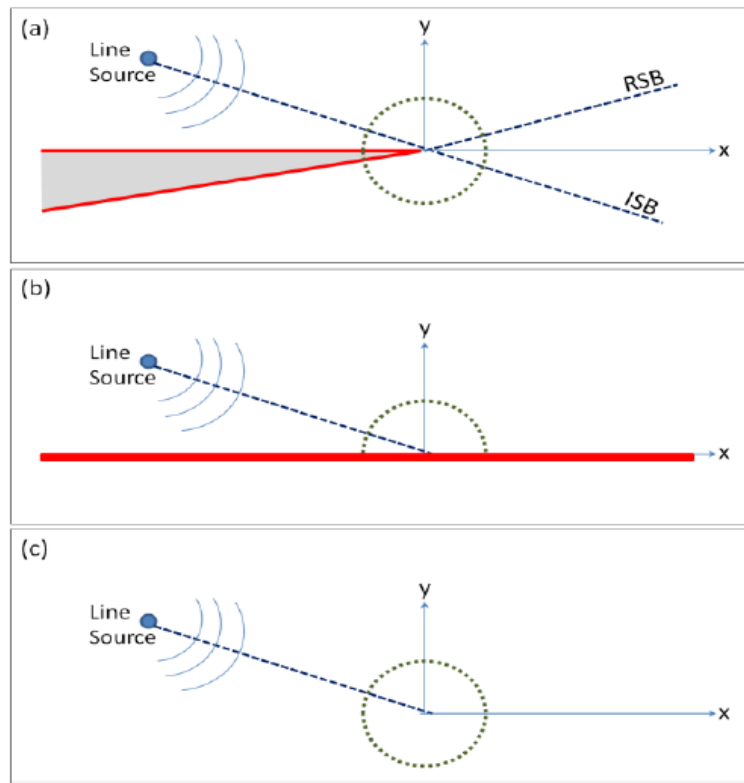 (a)
Line
Source
y
RSB
x
ISB
(b)
y
Line
Source
x
(c)
y
Line
Source
x